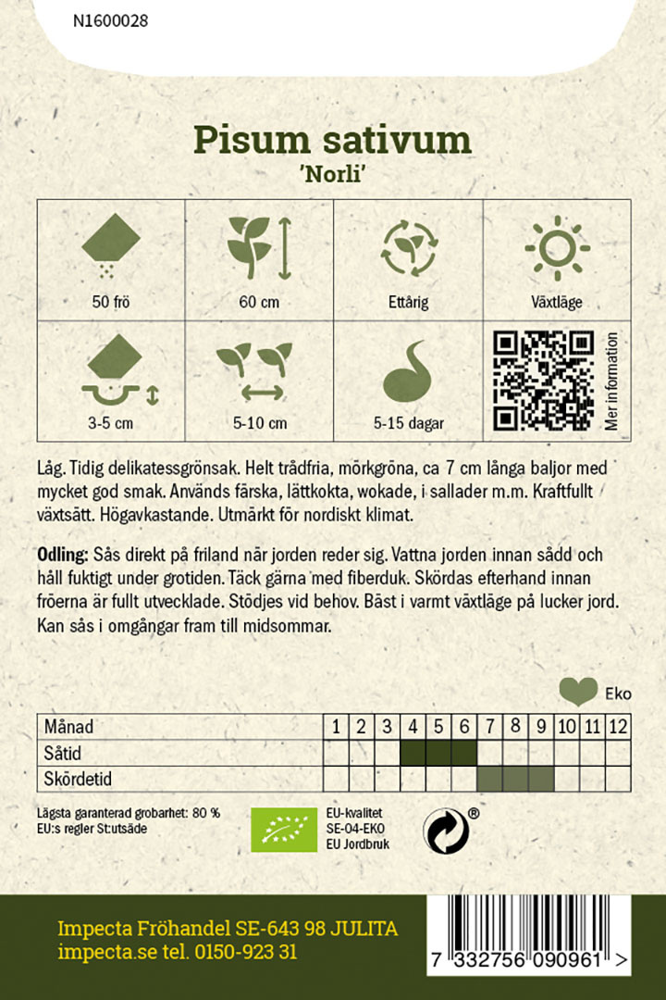 N1600028
Pisum sativum
’Norli’
50 frö
60 cm
Ettårig
Växtläge
3-5 cm
5-10 cm
5-15 dagar
Mer information
Låg. Tidig delikatessgrönsak. Helt trådfria, mörkgröna, ca 7 cm långa baljor med
mycket god smak. Används färska, lättkokta, wokade, i sallader m.m. Kraftfullt
växtsätt. Högavkastande. Utmärkt för nordiskt klimat.
Odling: Sås direkt på friland när jorden reder sig. Vattna jorden innan sådd och
håll fuktigt under grotiden. Täck gärna med fiberduk. Skördas efterhand innan
fröerna är fullt utvecklade. Stödjes vid behov. Bäst i varmt växtläge på lucker jord.
Kan sås i omgångar fram till midsommar.
Eko
Månad 1 2 3 4 5 6 7 8 9 10 11 12
Såtid
Skördetid
Lägsta garanterad grobarhet: 80 %
EU:s regler St:utsäde
EU-kvalitet
SE-04-EKO
EU Jordbruk
®
Impecta Fröhandel SE-643 98 JULITA
impecta.se tel. 0150-923 31
7 332756 090961 >